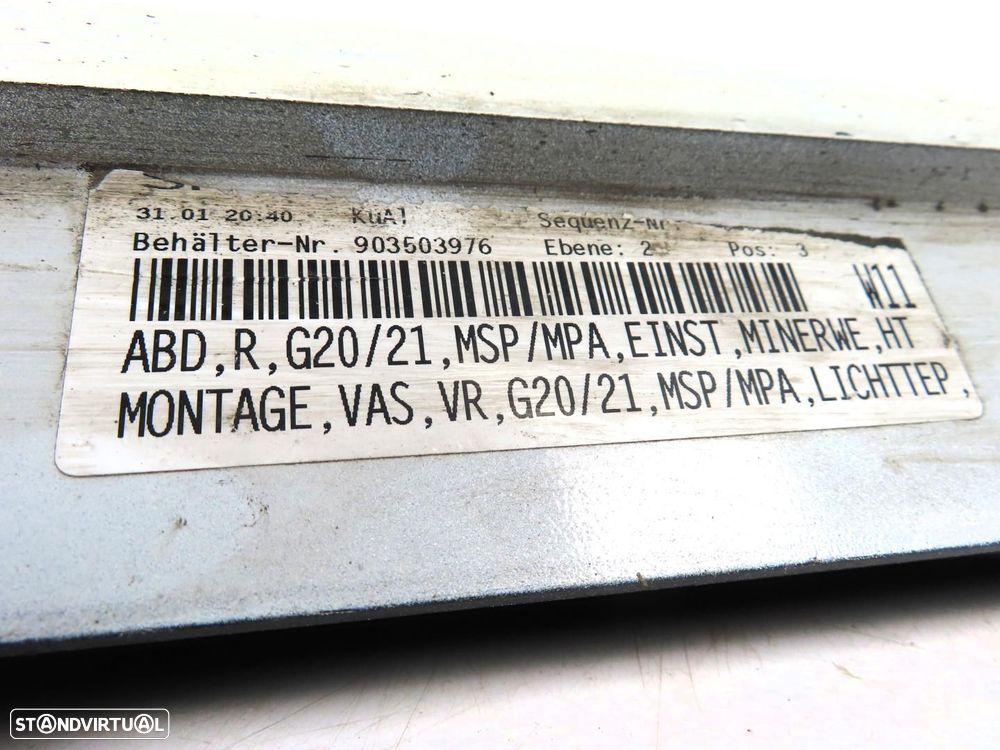 31.01 20:40 KuA! Sequenz-Nr.
Behälter-Nr. 903503976 Ebene: 2 Pos: 3
W11
ABD,R,G20/21,MSP/MPA,EINST,MINERWE,HT
MONTAGE,VAS,VR,G20/21,MSP/MPA,LICHTTEP,
STANDVIRTUAL